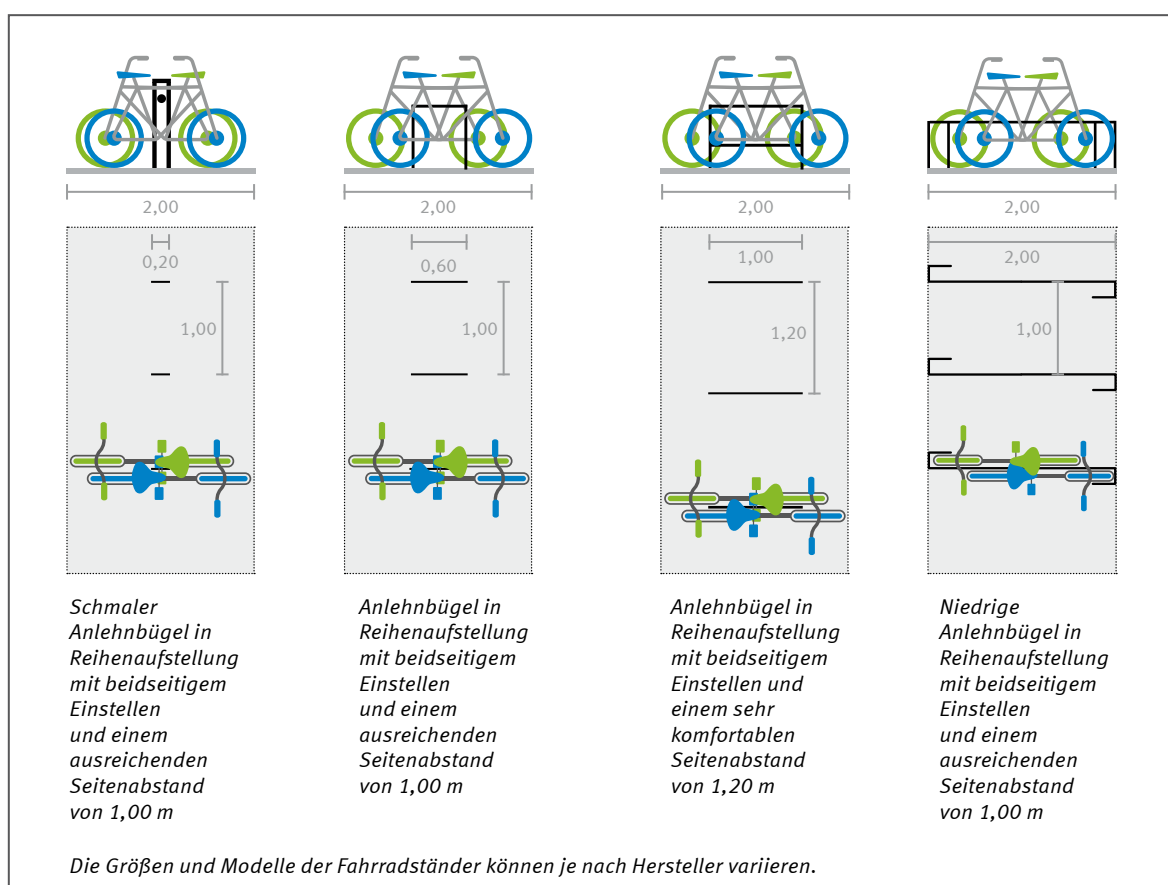 2,00
2,00
2,00
2,00
0,20
0,60
1,00
2,00
1,00
1,00
1,20
1,00
Schmaler
Anlehnbügel in
Reihenaufstellung
mit beidseitigem
Einstellen
und einem
ausreichenden
Seitenabstand
von 1,00 m
Anlehnbügel in
Reihenaufstellung
mit beidseitigem
Einstellen
und einem
ausreichenden
Seitenabstand
von 1,00 m
Anlehnbügel in
Reihenaufstellung
mit beidseitigem
Einstellen und
einem sehr
komfortablen
Seitenabstand
von 1,20 m
Niedrige
Anlehnbügel in
Reihenaufstellung
mit beidseitigem
Einstellen
und einem
ausreichenden
Seitenabstand
von 1,00 m
Die Größen und Modelle der Fahrradständer können je nach Hersteller variieren.